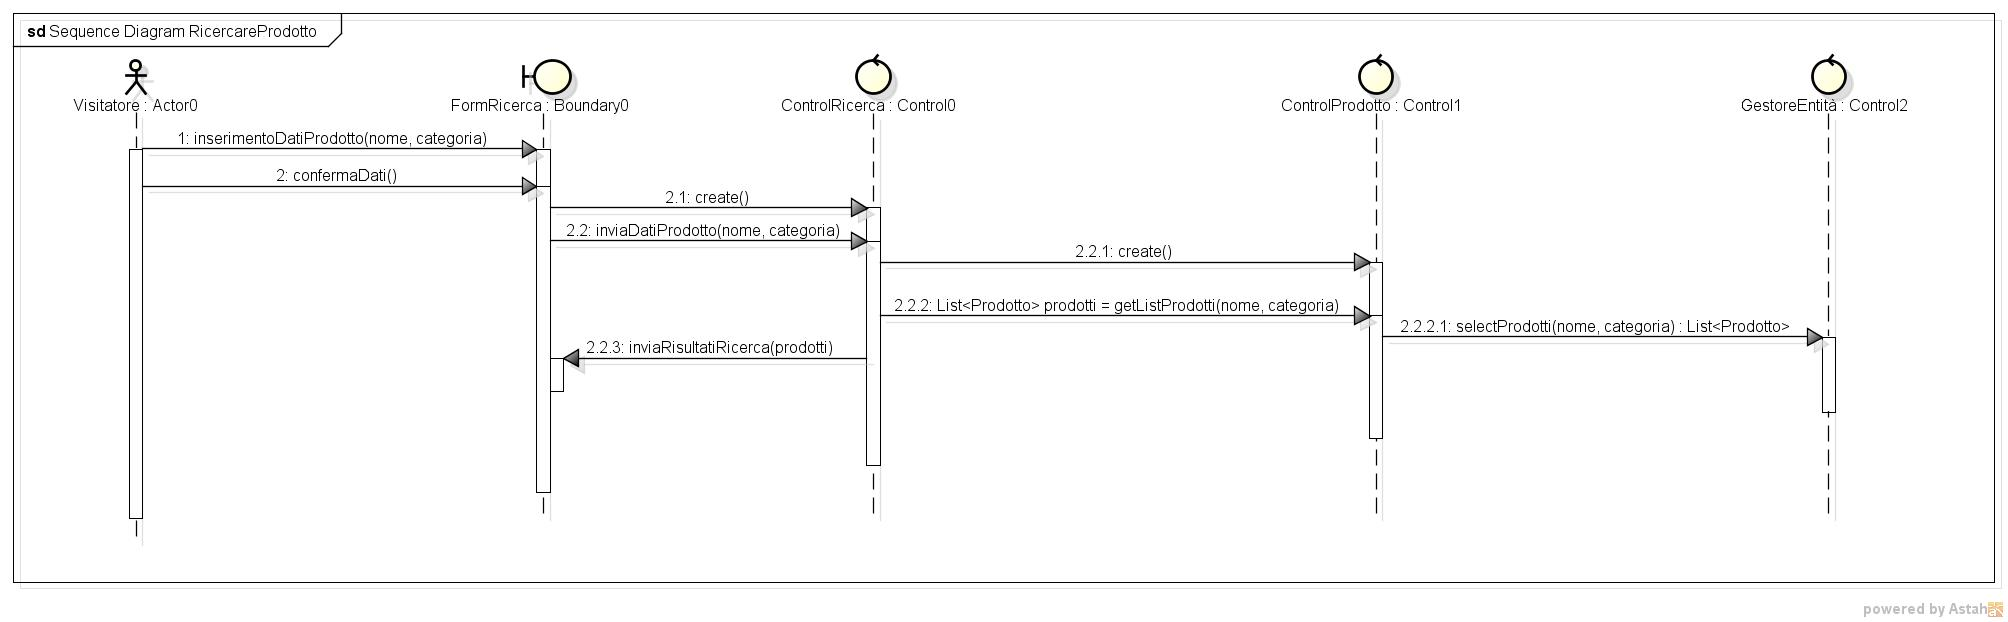 sd Sequence Diagram RicercareProdotto
Visitatore : Actor0
FormRicerca : Boundary0
ControlRicerca : Control0
ControlProdotto : Control1
GestoreEntità : Control2
1: inserimentoDatiProdotto(nome, categoria)
2: confermaDati()
2.1: create()
2.2: inviaDatiProdotto(nome, categoria)
2.2.1: create()
2.2.2: List<Prodotto> prodotti = getListProdotti(nome, categoria)
2.2.2.1: selectProdotti(nome, categoria) : List<Prodotto>
2.2.3: inviaRisultatiRicerca(prodotti)
powered by Astah